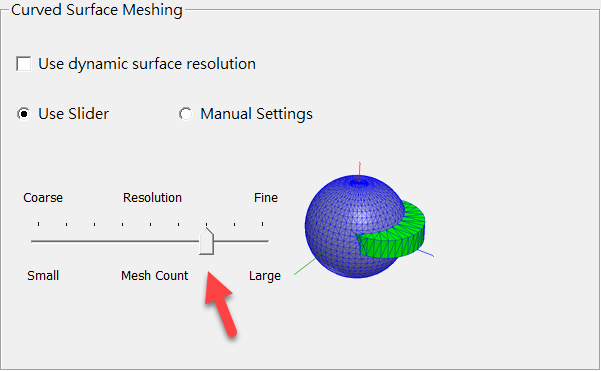 Curved Surface Meshing
Use dynamic surface resolution
Use Slider Manual Settings
Coarse Resolution Fine
Small Mesh Count Large